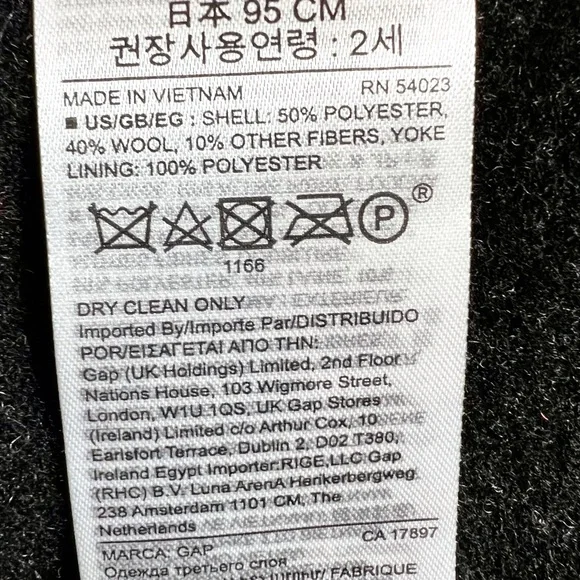 日本 95 CM
권장사용연령 : 2세
MADE IN VIETNAM RN 54023
■ US/GB/EG : SHELL: 50% POLYESTER,
40% WOOL, 10% OTHER FIBERS, YOKE
LINING: 100% POLYESTER
P ®
1166
DRY CLEAN ONLY
Imported By/Importe Par/DISTRIBUIDO
POR/ΕΙΣΑΓΕΤΑΙ ΑΠΟ ΤΗΝ:
Gap (UK Holdings) Limited, 2nd Floor
Nations House, 103 Wigmore Street,
London, W1U 1QS, UK Gap Stores
(Ireland) Limited c/o Arthur Cox, 10
Earlsfort Terrace, Dublin 2, D02 T380,
Ireland Egypt Importer:RIGE,LLC Gap
(RHC) B.V. Luna ArenA Herikerbergweg
238 Amsterdam 1101 CM, The
Netherlands
CA 17897
MARCA: GAP
Одежда третьего слоя
FABRIQUE